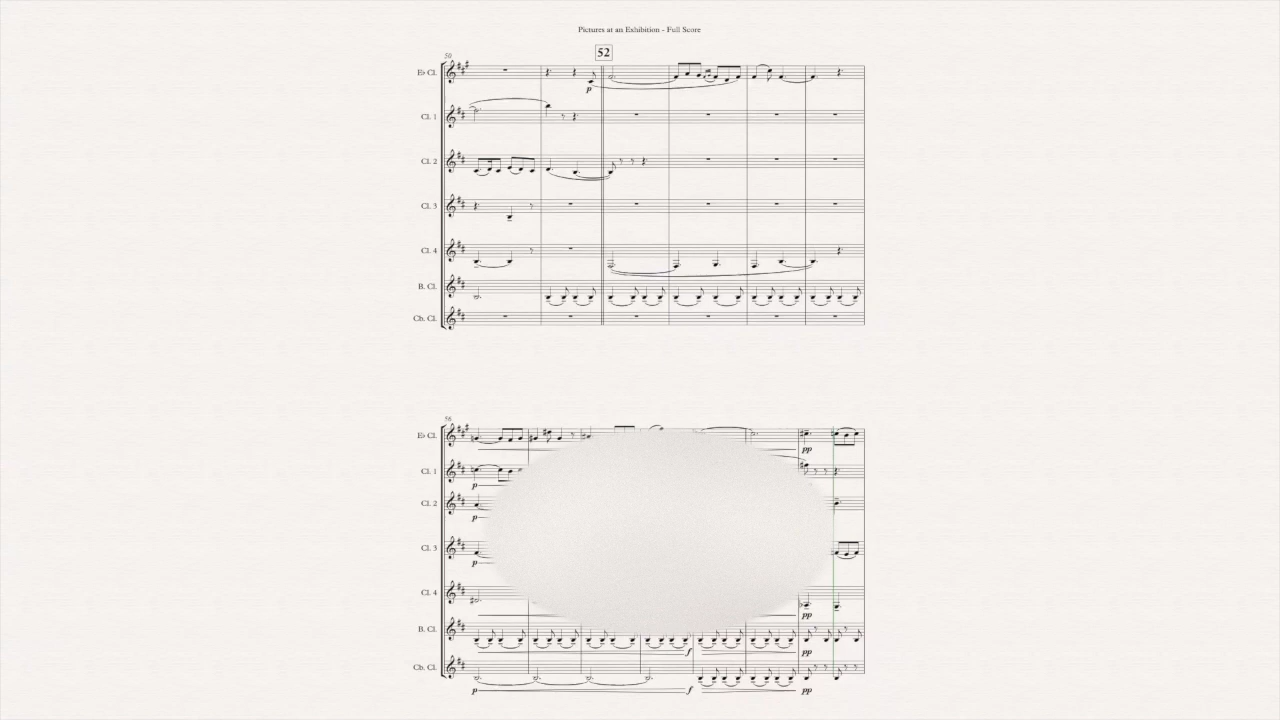 Pictures at an Exhibition - Full Score
52
50
E♭ Cl.
p
Cl. 1
Cl. 2
Cl. 3
Cl. 4
B. Cl.
Cb. Cl.
56
E♭ Cl.
pp
Cl. 1
p
Cl. 2
p
Cl. 3
p
Cl. 4
pp
B. Cl.
f pp
Cb. Cl.
p f pp